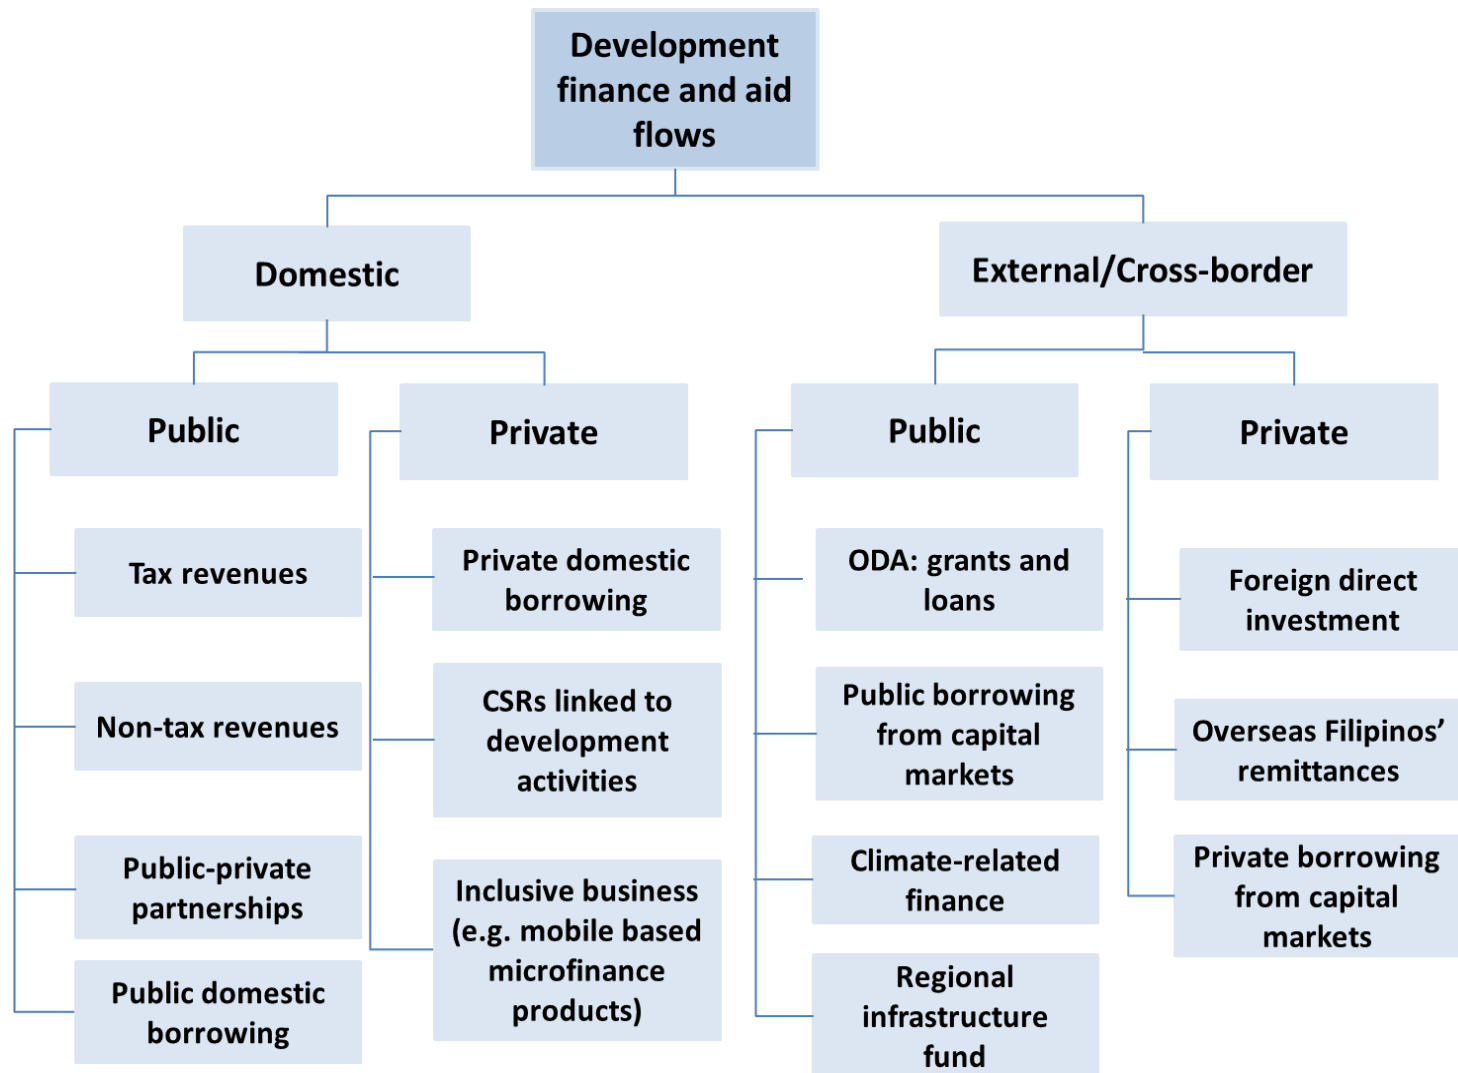 Development
finance and aid
flows
Domestic
External/Cross-border
Public
Private
Public
Private
Tax revenues
Non-tax revenues
Public-private
partnerships
Public domestic
borrowing
Private domestic
borrowing
CSRs linked to
development
activities
Inclusive business
(e.g. mobile based
microfinance
products)
ODA: grants and
loans
Public borrowing
from capital
markets
Climate-related
finance
Regional
infrastructure
fund
Foreign direct
investment
Overseas Filipinos’
remittances
Private borrowing
from capital
markets